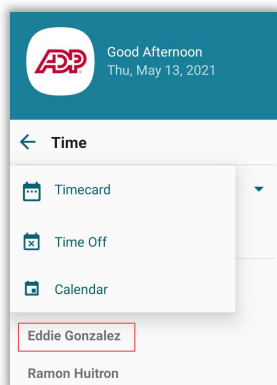 ADP
Good Afternoon
Thu, May 13, 2021
Time
Timecard
Time Off
Calendar
Eddie Gonzalez
Ramon Huitron